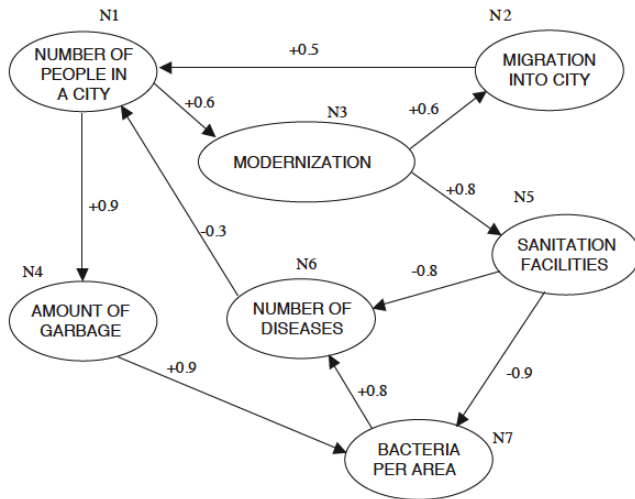 N1
NUMBER OF
PEOPLE IN
A CITY
N2
MIGRATION
INTO CITY
+0.5
+0.6
N3
+0.6
MODERNIZATION
+0.8
N5
SANITATION
FACILITIES
+0.9
-0.3
N4
AMOUNT OF
GARBAGE
N6
NUMBER OF
DISEASES
-0.8
-0.9
+0.9
+0.8
N7
BACTERIA
PER AREA